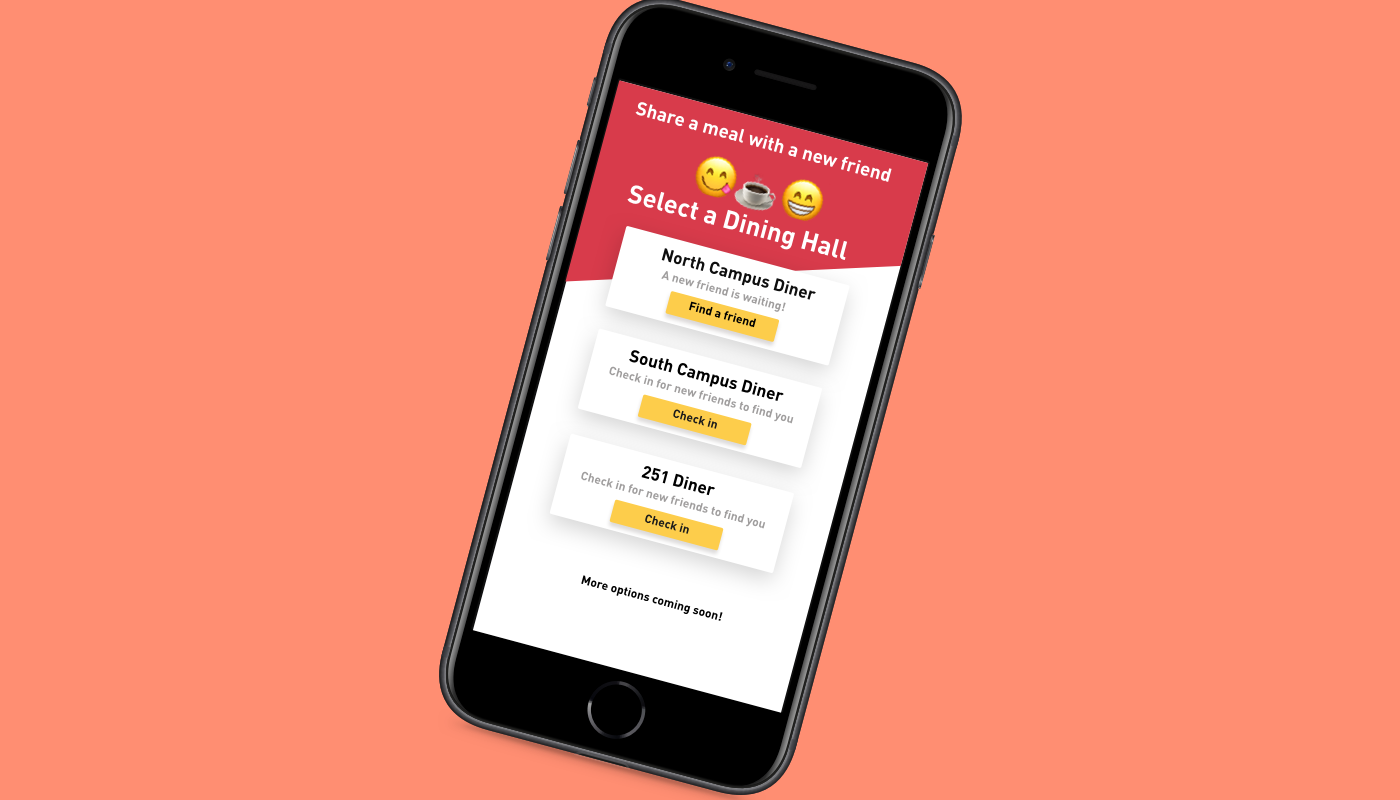 Share a meal with a new friend
Select a Dining Hall
North Campus Diner
A new friend is waiting!
Find a friend
South Campus Diner
Check in for new friends to find you
Check in
251 Diner
Check in for new friends to find you
Check in
More options coming soon!